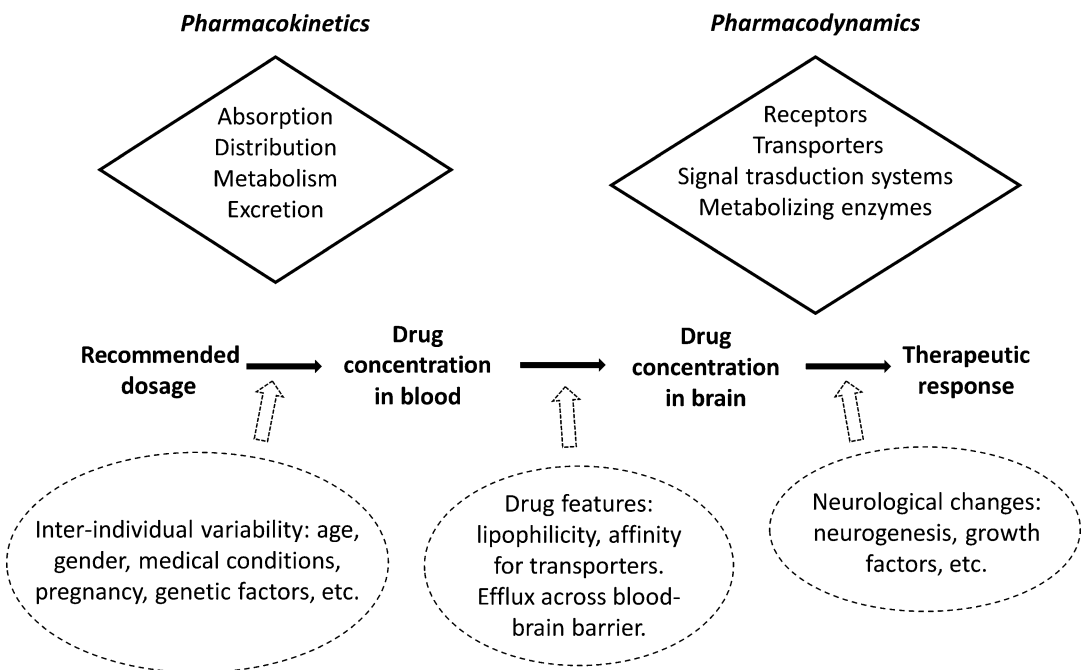 Pharmacokinetics
Absorption
Distribution
Metabolism
Excretion
Pharmacodynamics
Receptors
Transporters
Signal trasduction systems
Metabolizing enzymes
Recommended
dosage
Drug
concentration
in blood
Drug
concentration
in brain
Therapeutic
response
Inter-individual variability: age,
gender, medical conditions,
pregnancy, genetic factors, etc.
Drug features:
lipophilicity, affinity
for transporters.
Efflux across blood-
brain barrier.
Neurological changes:
neurogenesis, growth
factors, etc.